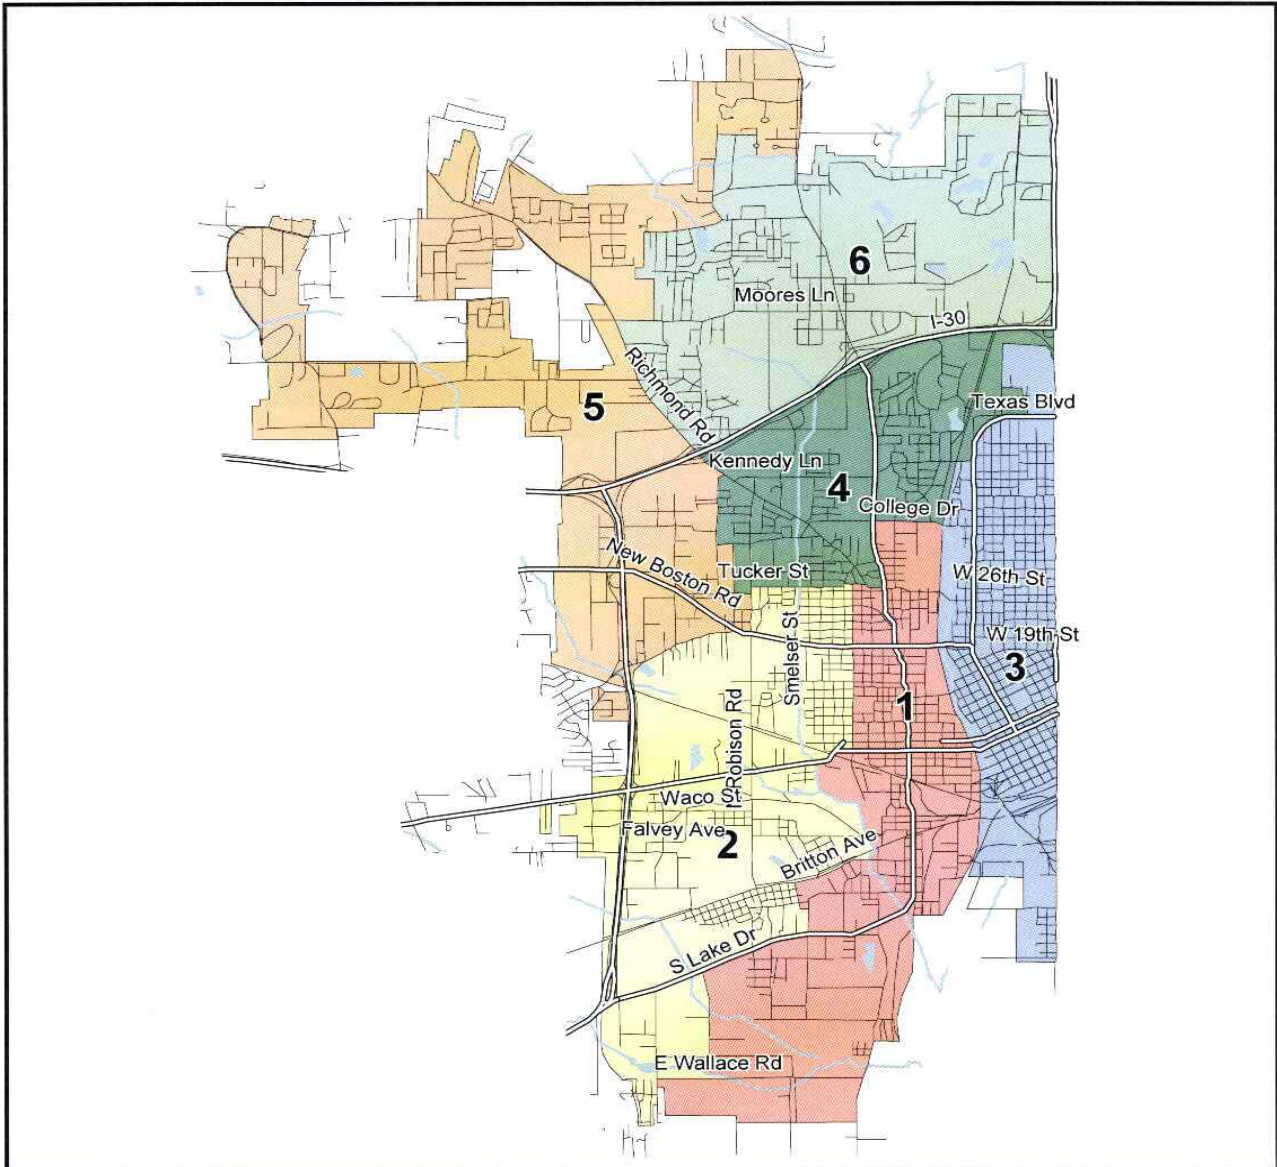 6
Moores Ln
I-30
Richmond Rd
5
Texas Blvd
Kennedy Ln
4
College Dr
New Boston Rd
Tucker St
W 26th St
Smelser St
W 19th St
3
1
N Robison Rd
Waco St
Falvey Ave
2
Britton Ave
S Lake Dr
E Wallace Rd